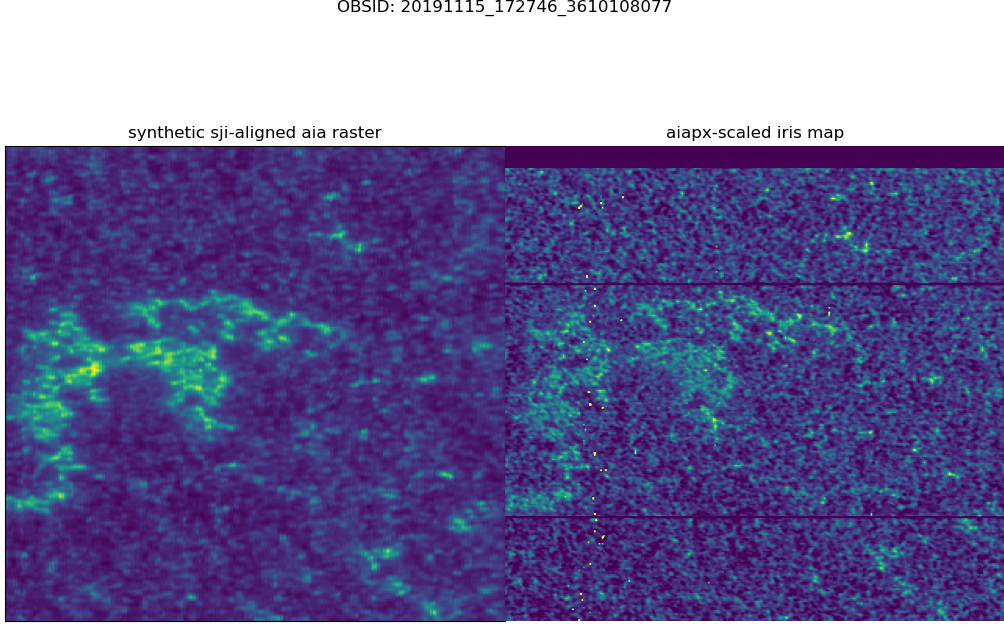 OBSID: 20191115_172746_3610108077
synthetic sji-aligned aia raster
aiapx-scaled iris map